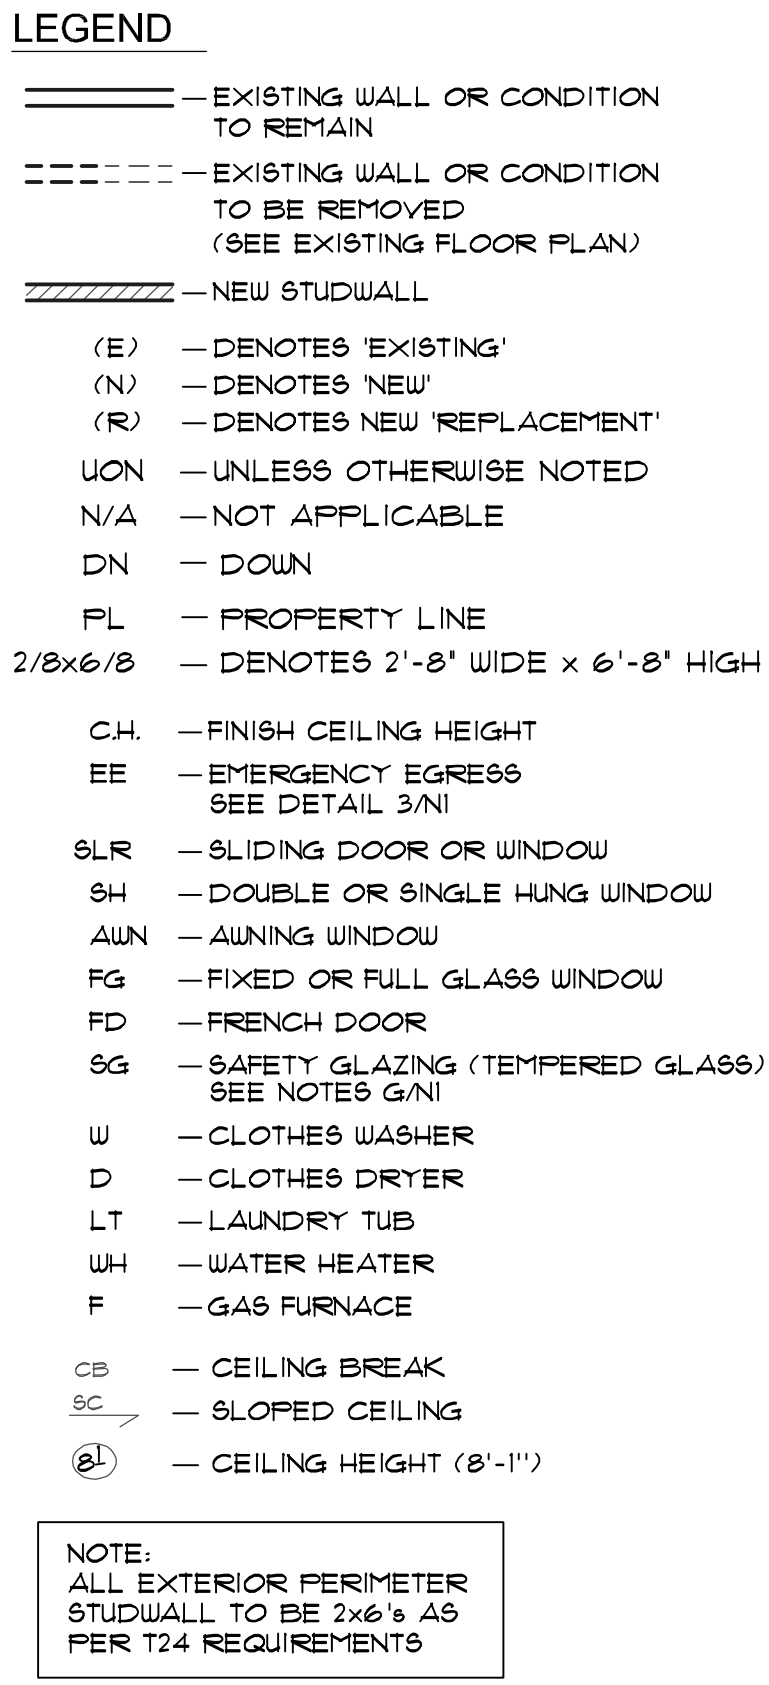 LEGEND
— EXISTING WALL OR CONDITION
TO REMAIN
— EXISTING WALL OR CONDITION
TO BE REMOVED
(SEE EXISTING FLOOR PLAN)
— NEW STUDWALL
(E) — DENOTES 'EXISTING'
(N) — DENOTES 'NEW'
(R) — DENOTES NEW 'REPLACEMENT'
UON — UNLESS OTHERWISE NOTED
N/A — NOT APPLICABLE
DN — DOWN
PL — PROPERTY LINE
2/8x6/8 — DENOTES 2'-8" WIDE x 6'-8" HIGH
C.H. — FINISH CEILING HEIGHT
EE — EMERGENCY EGRESS
SEE DETAIL 3/N1
SLR — SLIDING DOOR OR WINDOW
SH — DOUBLE OR SINGLE HUNG WINDOW
AWN — AWNING WINDOW
FG — FIXED OR FULL GLASS WINDOW
FD — FRENCH DOOR
SG — SAFETY GLAZING (TEMPERED GLASS)
SEE NOTES G/N1
W — CLOTHES WASHER
D — CLOTHES DRYER
LT — LAUNDRY TUB
WH — WATER HEATER
F — GAS FURNACE
CB — CEILING BREAK
SC — SLOPED CEILING
81 — CEILING HEIGHT (8'-1'')
NOTE:
ALL EXTERIOR PERIMETER
STUDWALL TO BE 2x6's AS
PER T24 REQUIREMENTS